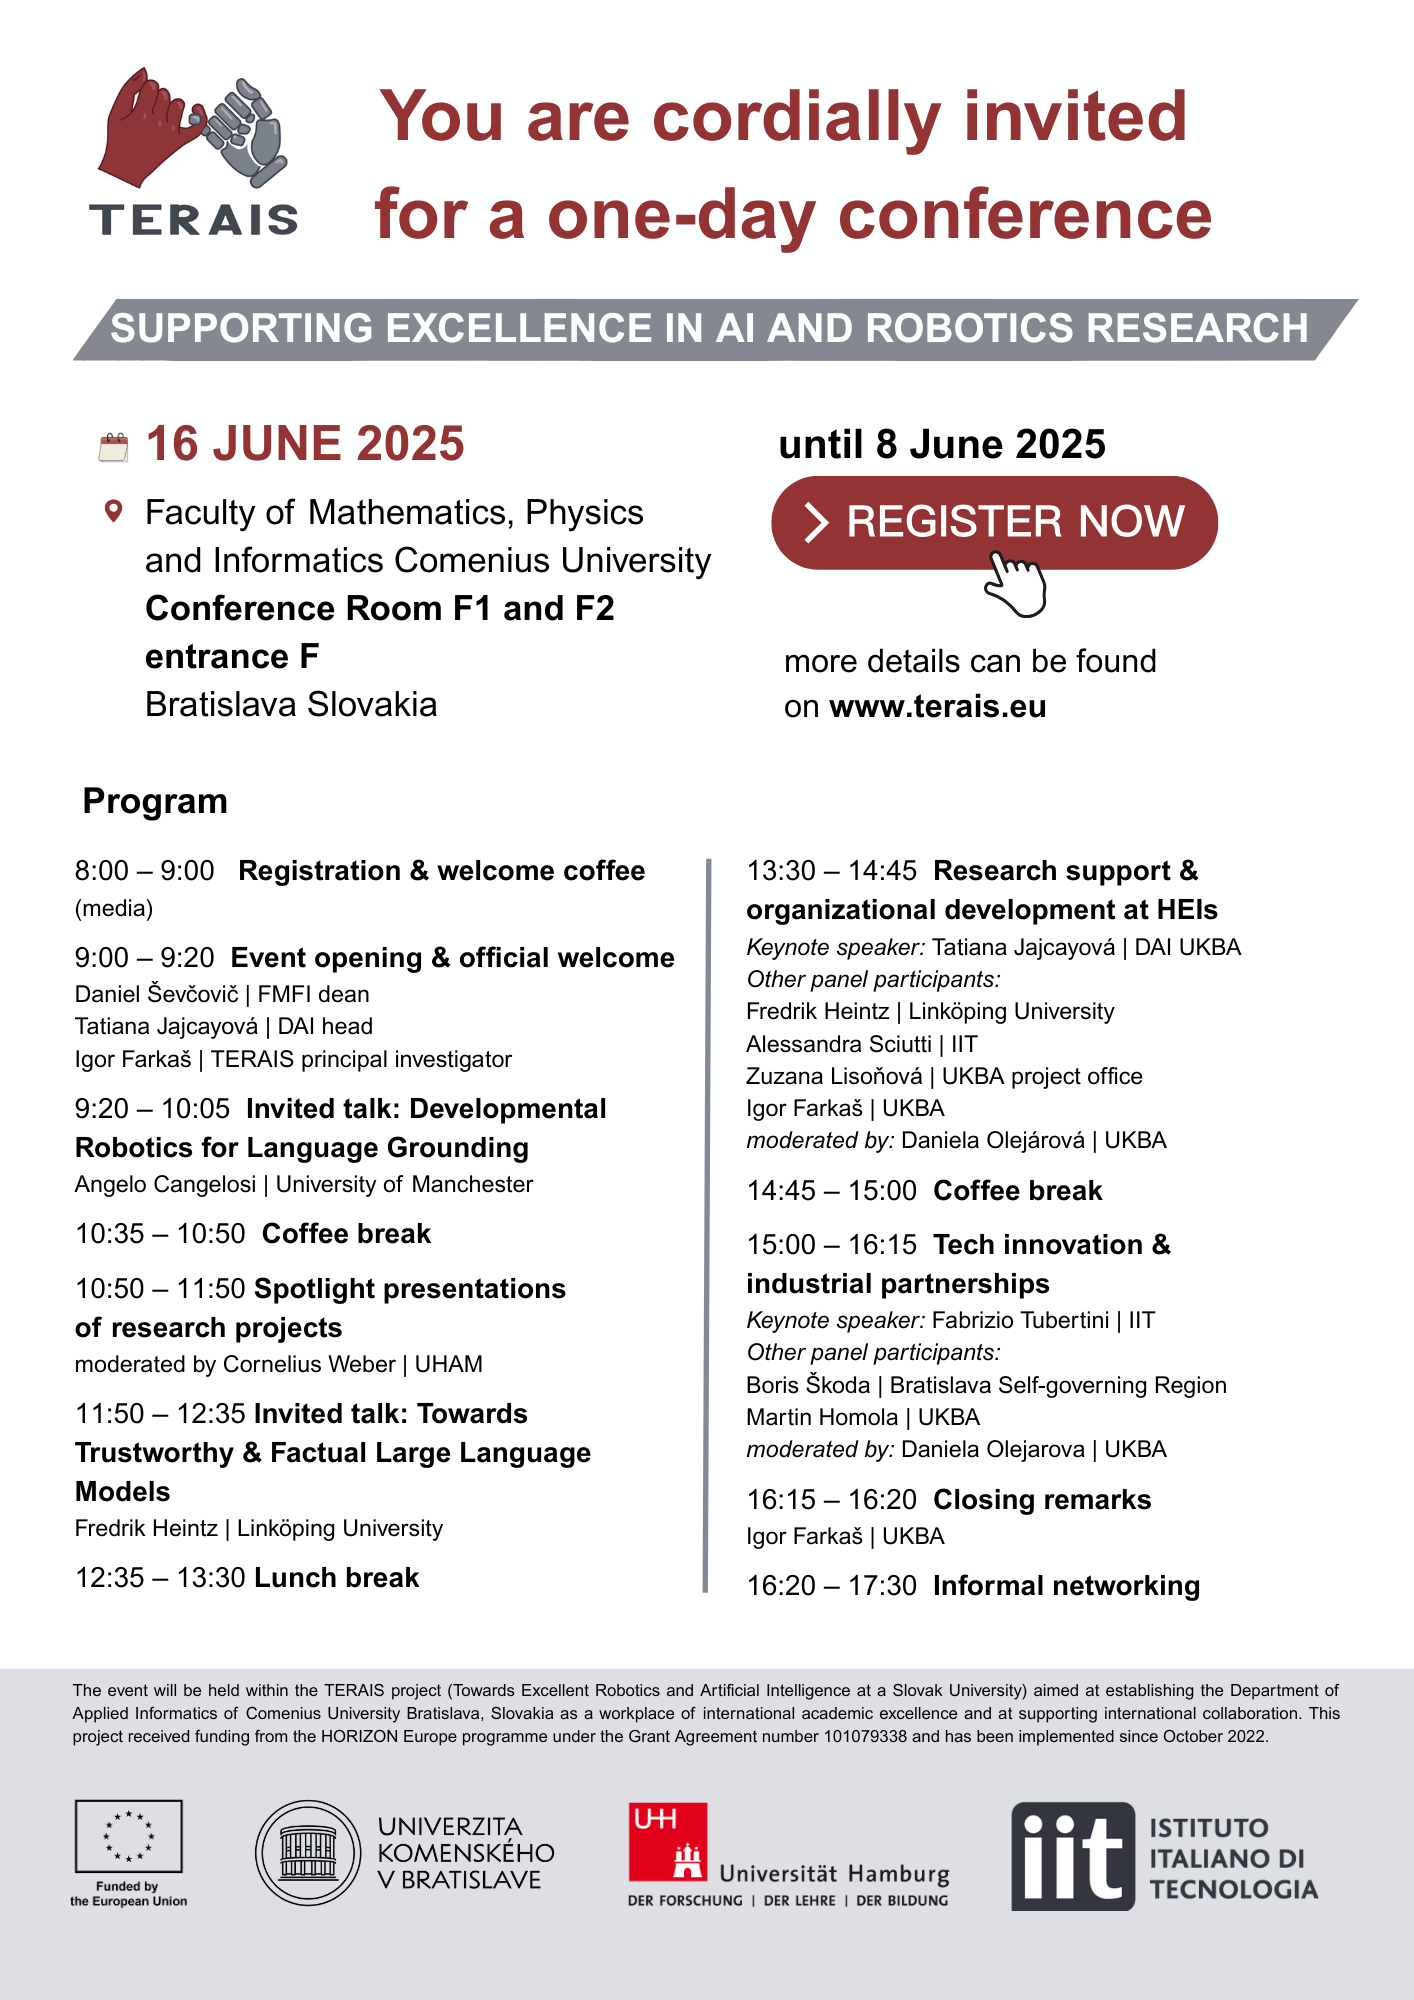 TERAIS
You are cordially invited
for a one-day conference
SUPPORTING EXCELLENCE IN AI AND ROBOTICS RESEARCH
16 JUNE 2025
Faculty of Mathematics, Physics
and Informatics Comenius University
Conference Room F1 and F2
entrance F
Bratislava Slovakia
until 8 June 2025
REGISTER NOW
more details can be found
on www.terais.eu
Program
8:00 – 9:00 Registration & welcome coffee
(media)
9:00 – 9:20 Event opening & official welcome
Daniel Ševčovič | FMFI dean
Tatiana Jajcayová | DAI head
Igor Farkaš | TERAIS principal investigator
9:20 – 10:05 Invited talk: Developmental
Robotics for Language Grounding
Angelo Cangelosi | University of Manchester
10:35 – 10:50 Coffee break
10:50 – 11:50 Spotlight presentations
of research projects
moderated by Cornelius Weber | UHAM
11:50 – 12:35 Invited talk: Towards
Trustworthy & Factual Large Language
Models
Fredrik Heintz | Linköping University
12:35 – 13:30 Lunch break
13:30 – 14:45 Research support &
organizational development at HEIs
Keynote speaker: Tatiana Jajcayová | DAI UKBA
Other panel participants:
Fredrik Heintz | Linköping University
Alessandra Sciutti | IIT
Zuzana Lisoňová | UKBA project office
Igor Farkaš | UKBA
moderated by: Daniela Olejárová | UKBA
14:45 – 15:00 Coffee break
15:00 – 16:15 Tech innovation &
industrial partnerships
Keynote speaker: Fabrizio Tubertini | IIT
Other panel participants:
Boris Škoda | Bratislava Self-governing Region
Martin Homola | UKBA
moderated by: Daniela Olejarova | UKBA
16:15 – 16:20 Closing remarks
Igor Farkaš | UKBA
16:20 – 17:30 Informal networking
The event will be held within the TERAIS project (Towards Excellent Robotics and Artificial Intelligence at a Slovak University) aimed at establishing the Department of
Applied Informatics of Comenius University Bratislava, Slovakia as a workplace of international academic excellence and at supporting international collaboration. This
project received funding from the HORIZON Europe programme under the Grant Agreement number 101079338 and has been implemented since October 2022.
Funded by
the European Union
UNIVERZITA
KOMENSKÉHO
V BRATISLAVE
UHH
Universität Hamburg
DER FORSCHUNG | DER LEHRE | DER BILDUNG
iit
ISTITUTO
ITALIANO DI
TECNOLOGIA